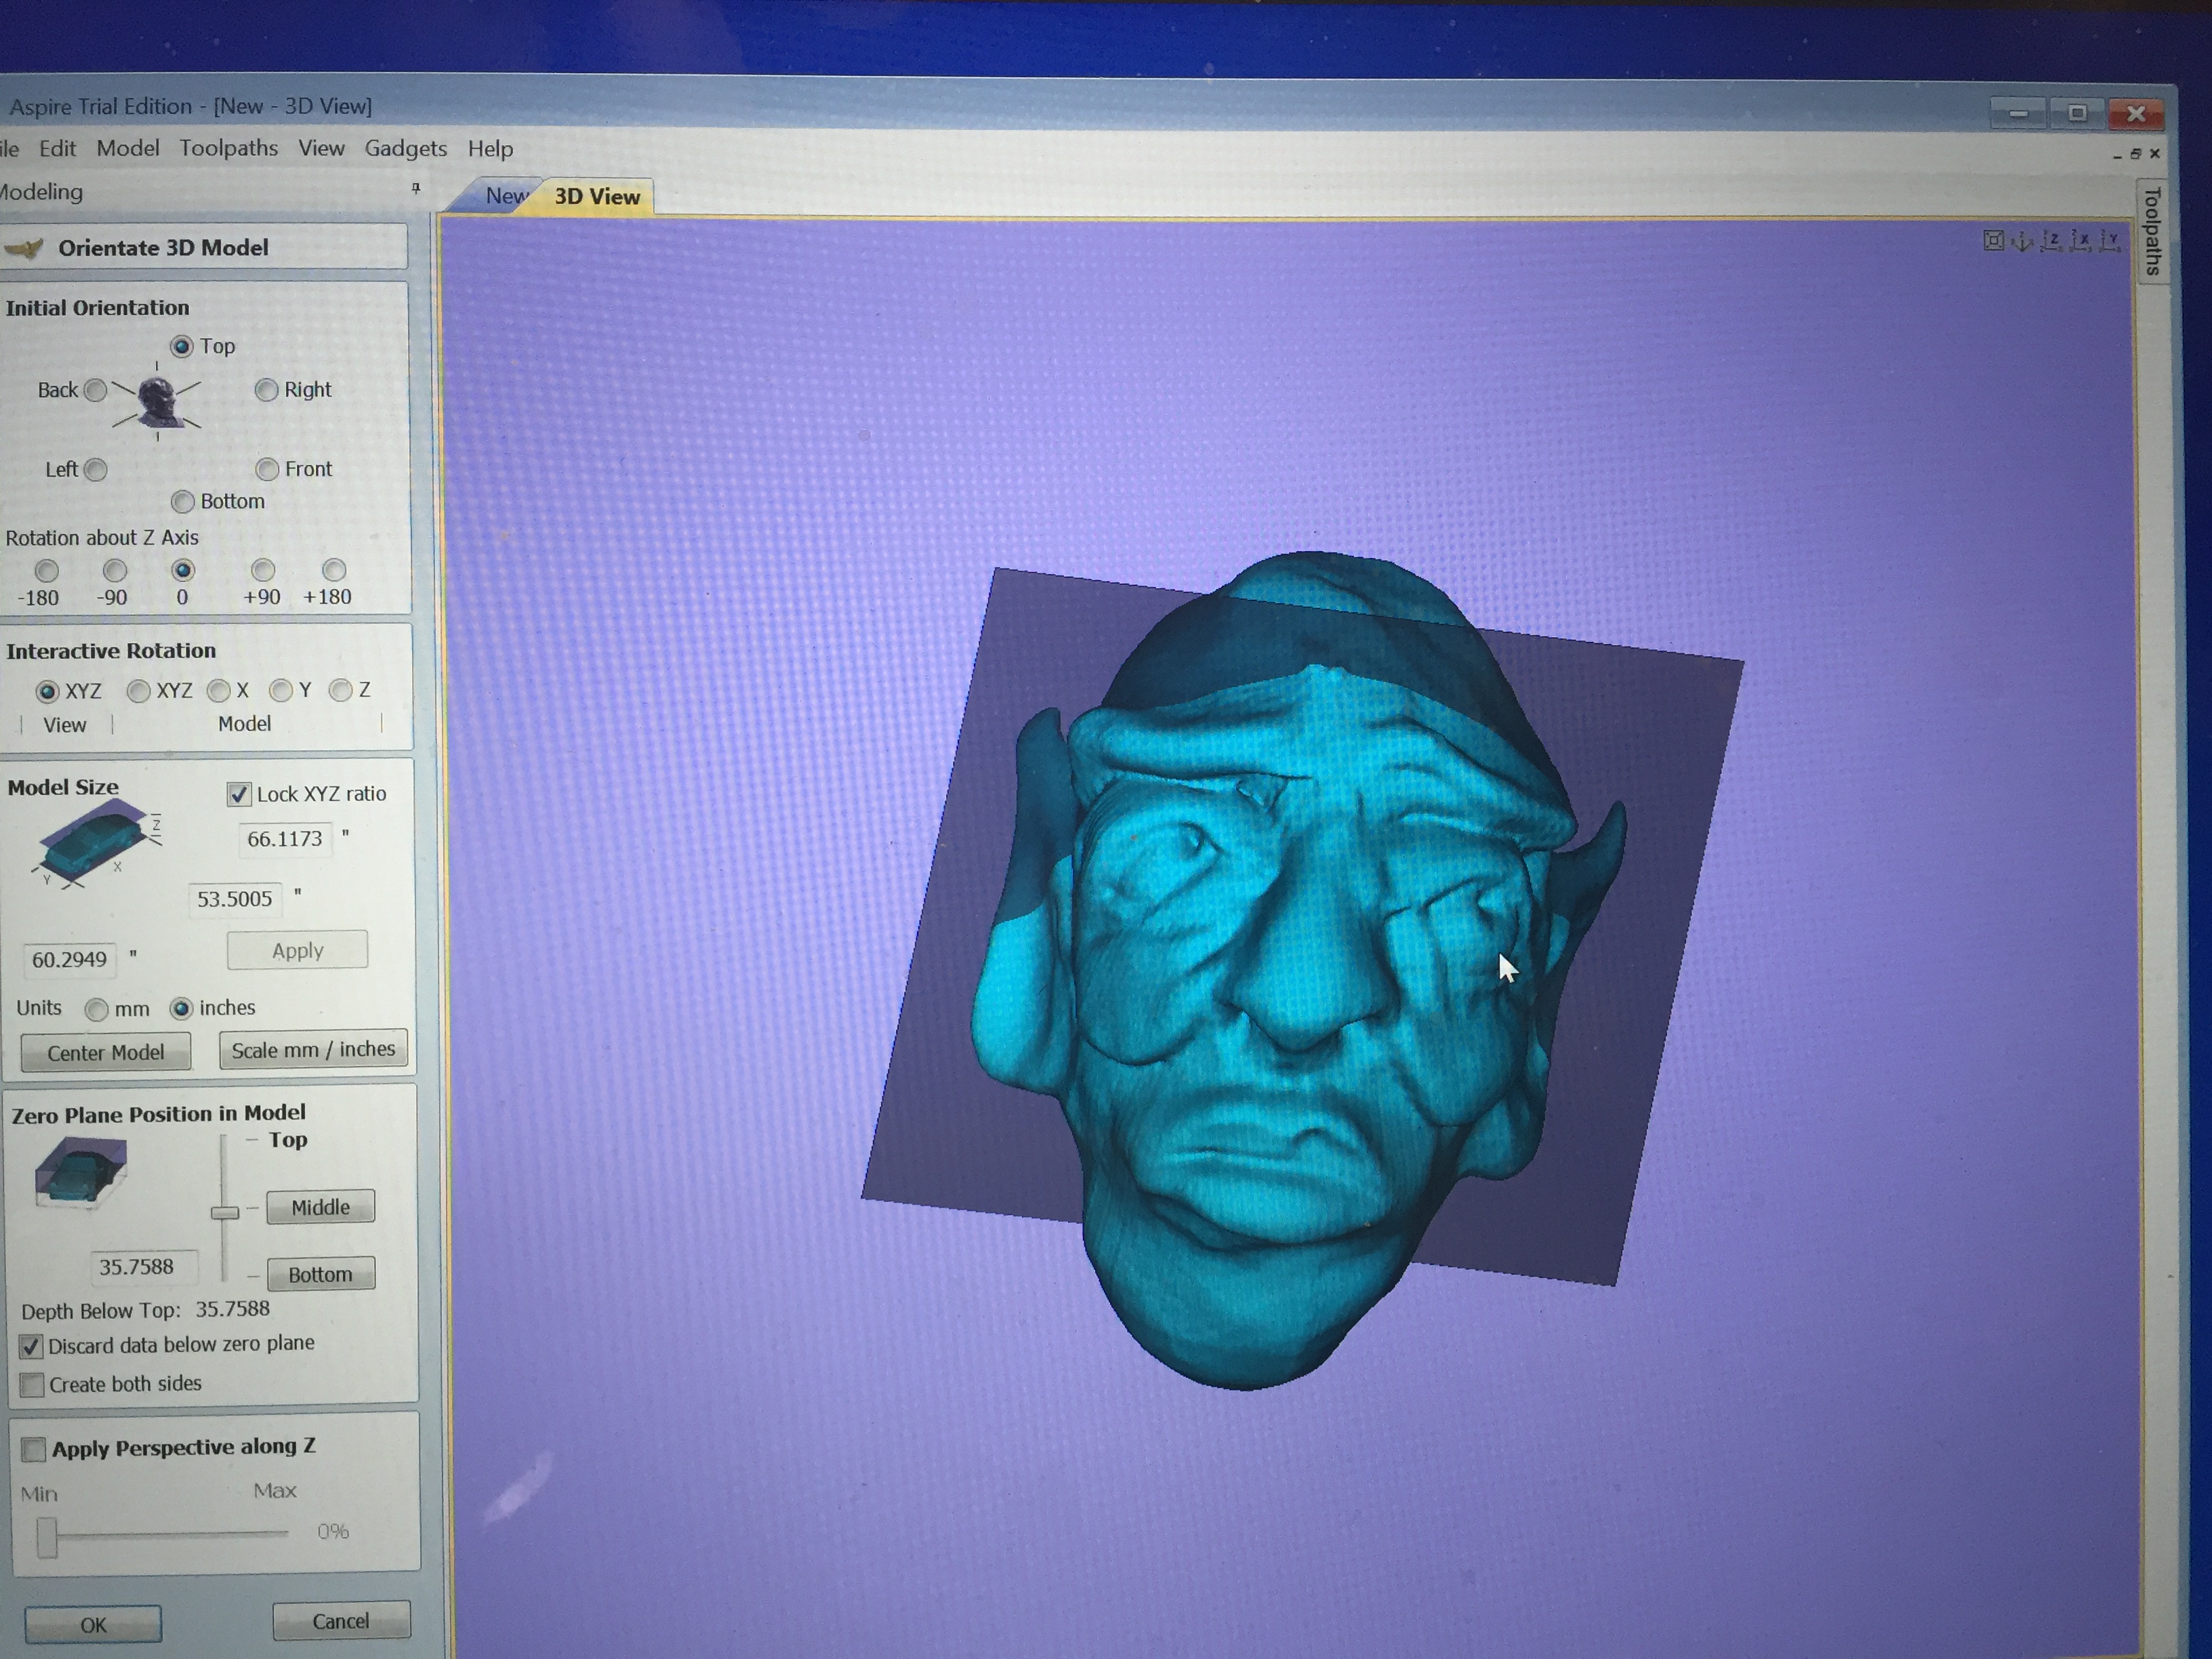 Aspire Trial Edition - [New - 3D View]
ile Edit Model Toolpaths View Gadgets Help
Modeling
New 3D View
Toolpaths
Z X Y
Orientate 3D Model
Initial Orientation
Top
Back Right
Left Front
Bottom
Rotation about Z Axis
-180 -90 0 +90 +180
Interactive Rotation
XYZ XYZ X Y Z
View Model
Model Size
Lock XYZ ratio
Z
66.1173 "
X
Y
53.5005 "
60.2949 " Apply
Units mm inches
Center Model Scale mm / inches
Zero Plane Position in Model
Top
Middle
35.7588
Bottom
Depth Below Top: 35.7588
Discard data below zero plane
Create both sides
Apply Perspective along Z
Min Max
0%
OK Cancel